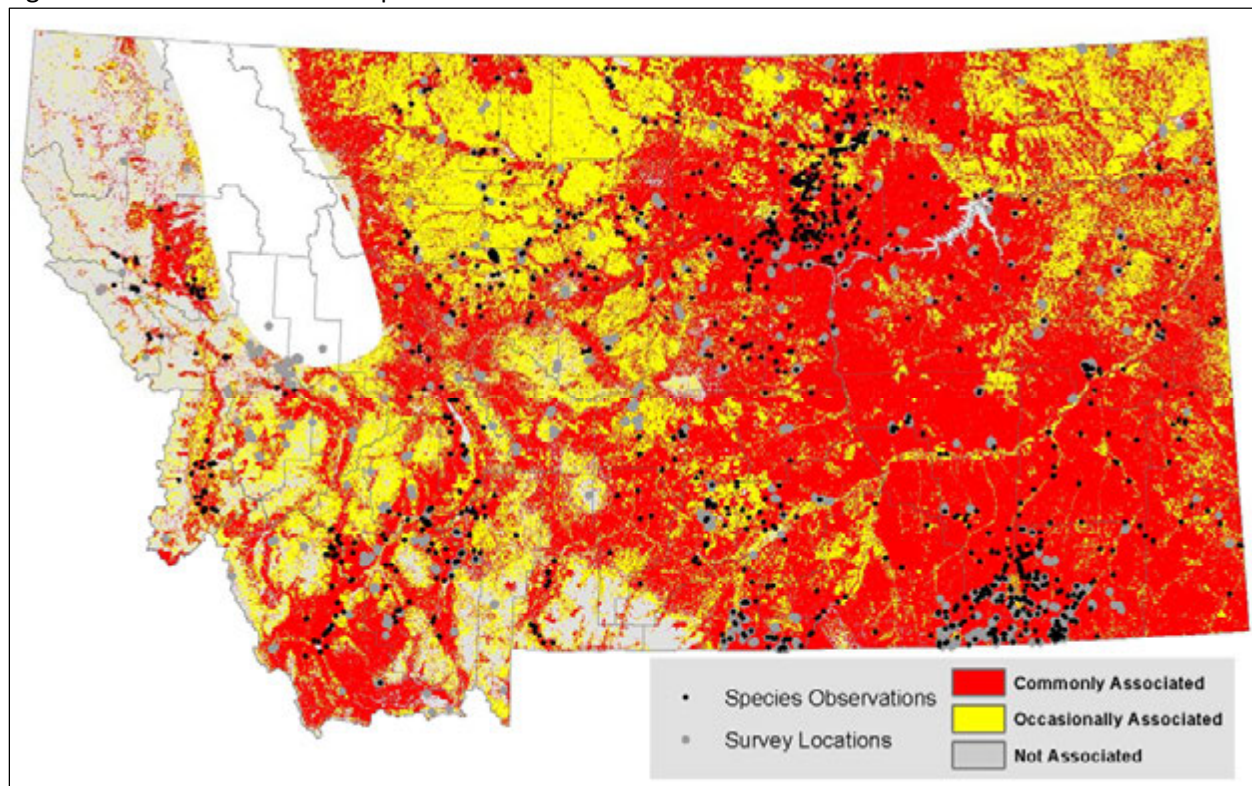 Species Observations
Survey Locations
Commonly Associated
Occasionally Associated
Not Associated